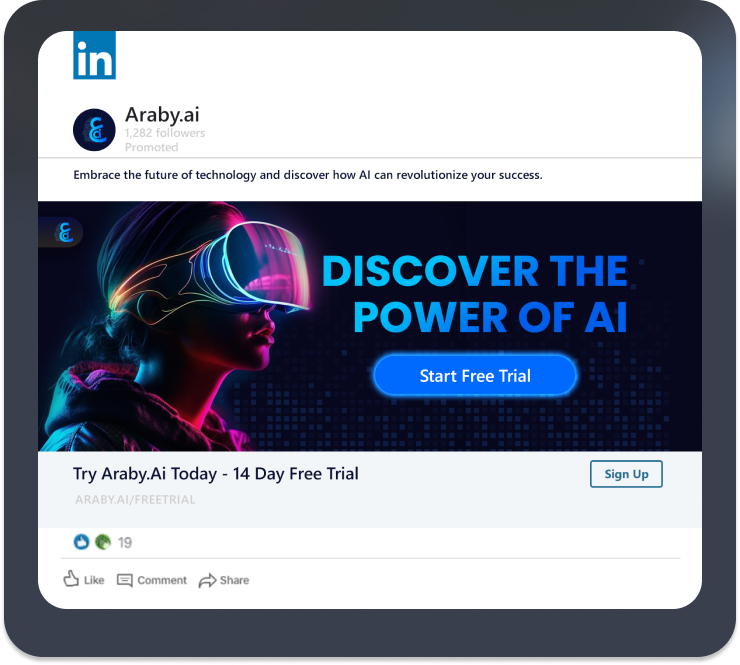 in
Araby.ai
1,282 followers
Promoted
Embrace the future of technology and discover how AI can revolutionize your success.
DISCOVER THE
POWER OF AI
Start Free Trial
Try Araby.Ai Today - 14 Day Free Trial
Sign Up
ARABY.AI/FREETRIAL
19
Like
Comment
Share